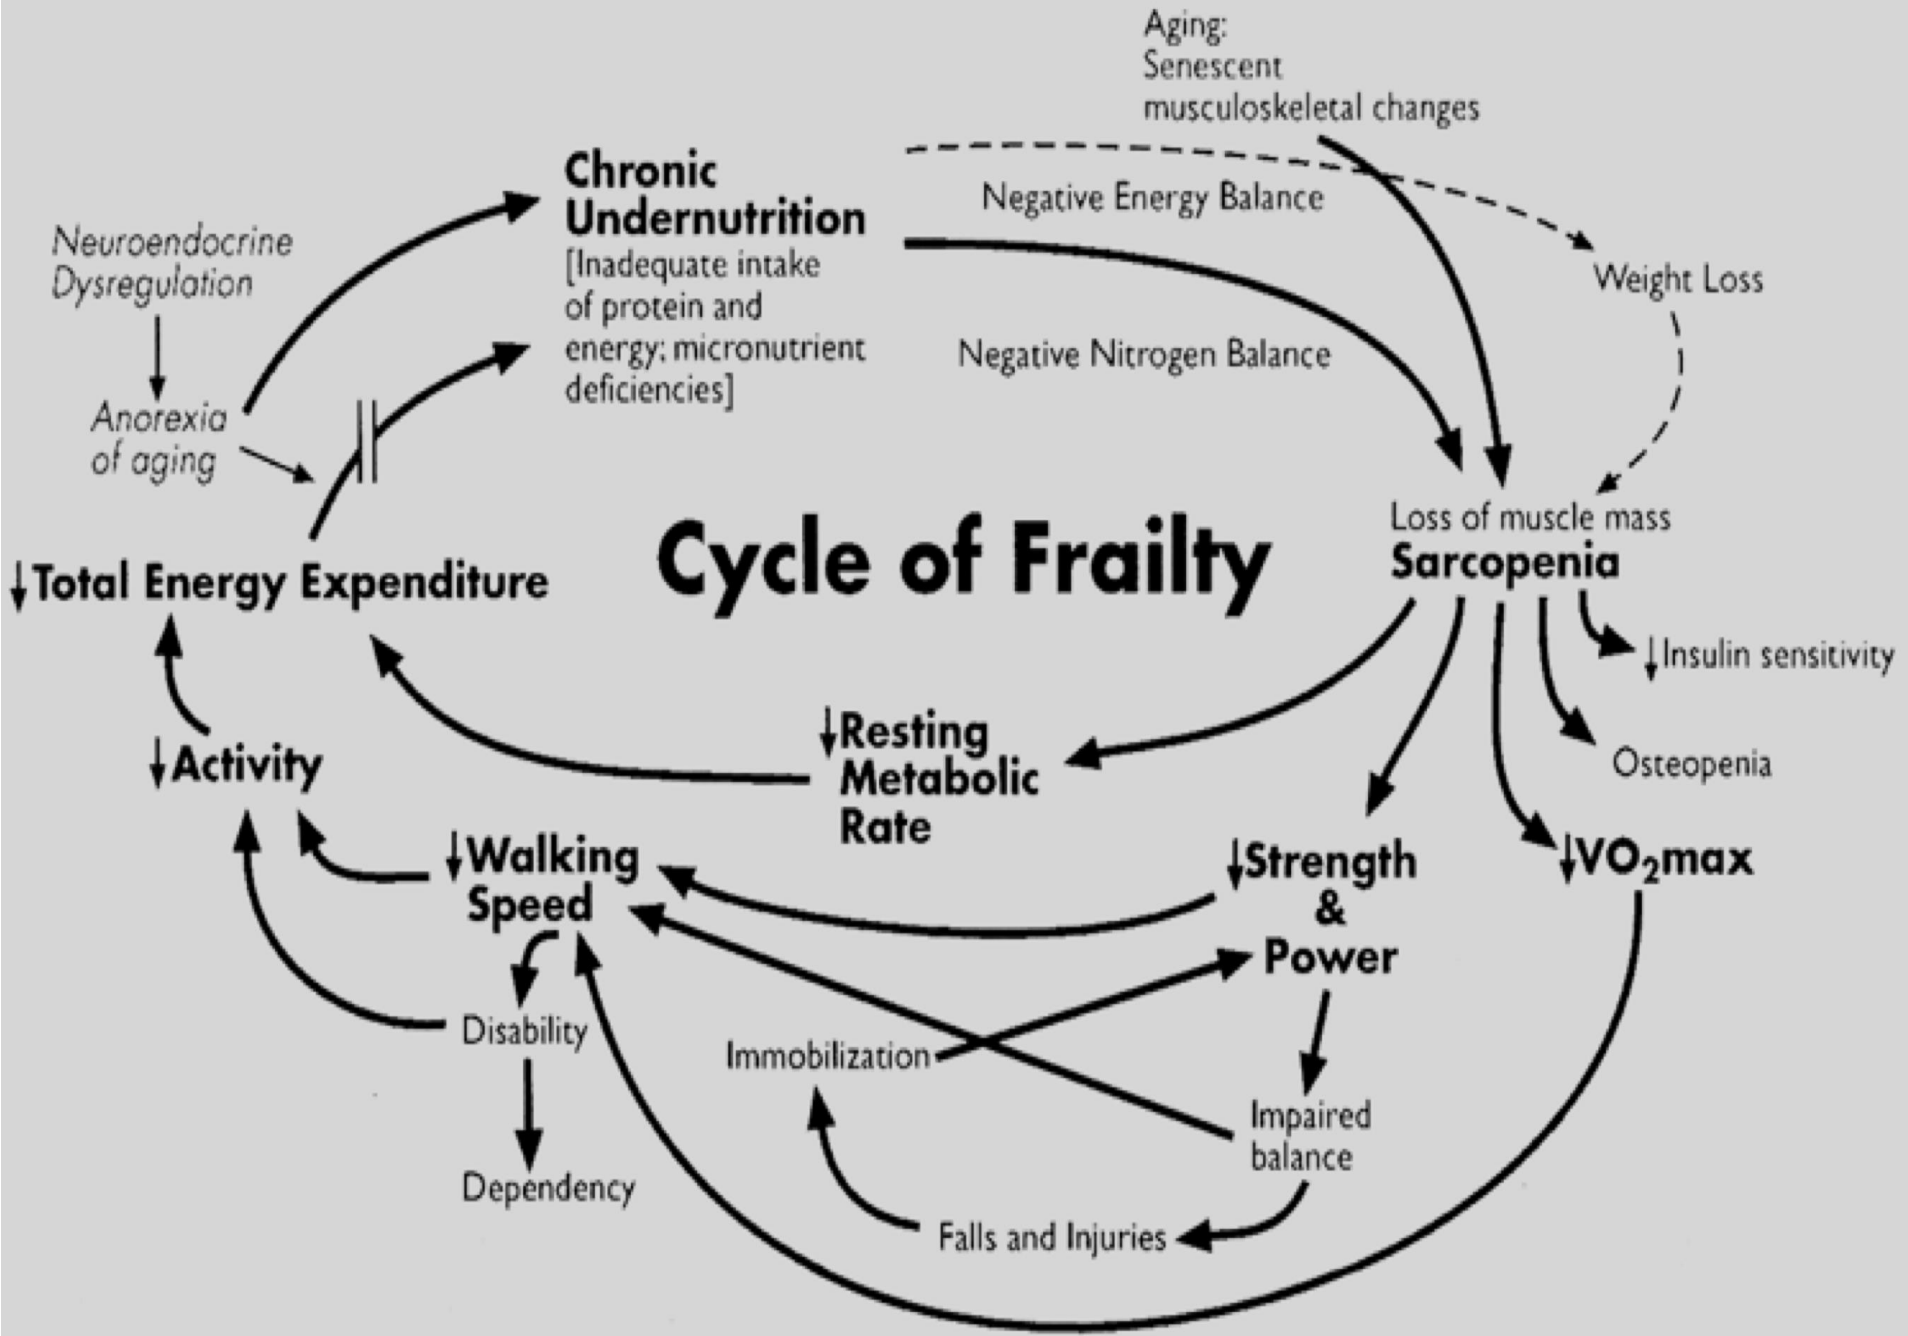 Aging:
Senescent
musculoskeletal changes
Chronic
Undernutrition
[Inadequate intake
of protein and
energy; micronutrient
deficiencies]
Negative Energy Balance
Neuroendocrine
Dysregulation
Weight Loss
Negative Nitrogen Balance
Anorexia
of aging
Cycle of Frailty
Loss of muscle mass
Sarcopenia
↓Total Energy Expenditure
↓Insulin sensitivity
↓Resting
Metabolic
Rate
↓Activity
Osteopenia
↓Walking
Speed
↓Strength
&
Power
↓VO₂max
Disability
Immobilization
Impaired
balance
Dependency
Falls and Injuries